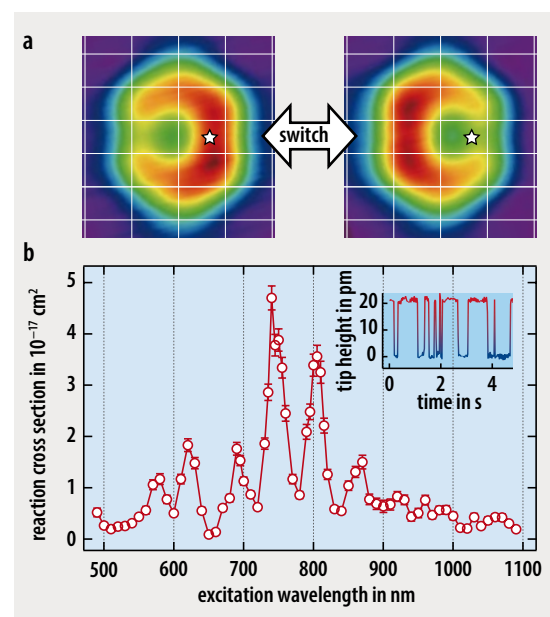 a
switch
b
reaction cross section in 10⁻¹⁷ cm²
5
4
3
2
1
0
500 600 700 800 900 1000 1100
excitation wavelength in nm
tip height in pm
20
10
0
0 2 4
time in s